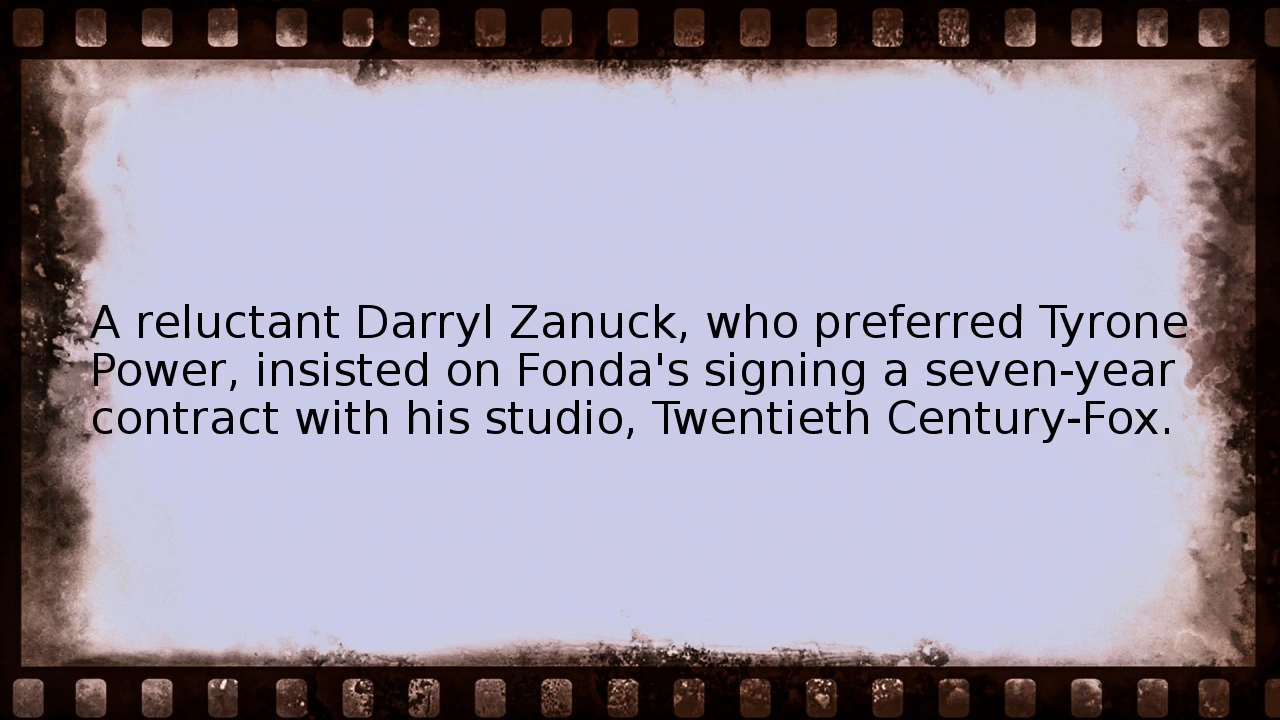 A reluctant Darryl Zanuck, who preferred Tyrone
Power, insisted on Fonda's signing a seven-year
contract with his studio, Twentieth Century-Fox.